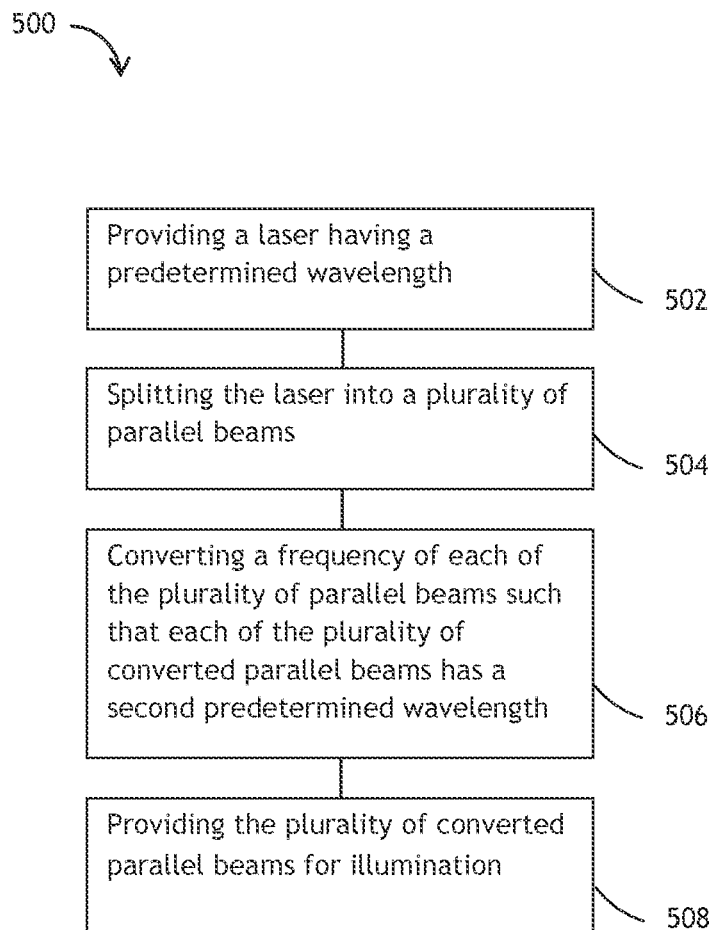 500
Providing a laser having a
predetermined wavelength
502
Splitting the laser into a plurality of
parallel beams
504
Converting a frequency of each of
the plurality of parallel beams such
that each of the plurality of
converted parallel beams has a
second predetermined wavelength
506
Providing the plurality of converted
parallel beams for illumination
508